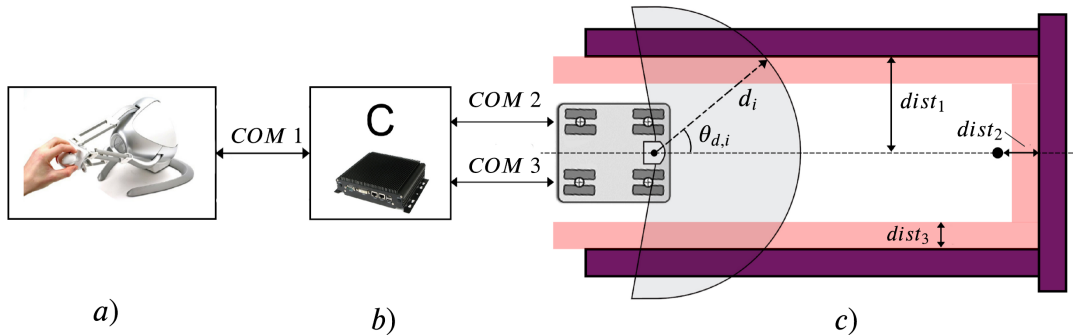 COM 1
C
COM 2
COM 3
d_i
θ_{d,i}
dist_1
dist_2
dist_3
a)
b)
c)